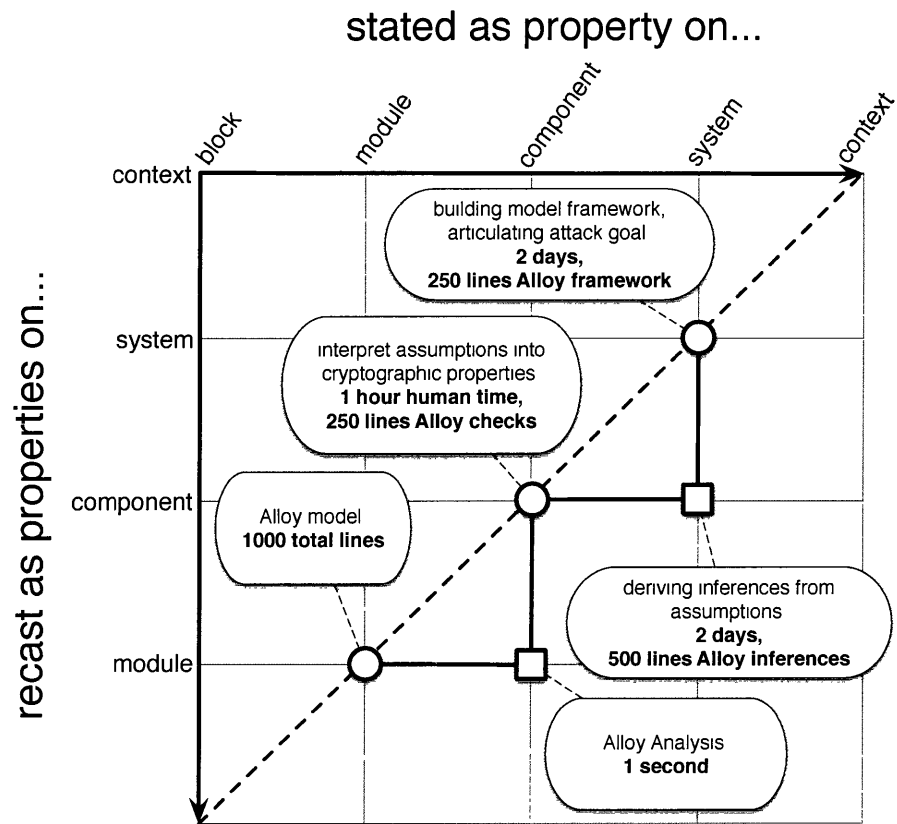 stated as property on...
block
module
component
system
context
recast as properties on...
context
system
component
module
building model framework,
articulating attack goal
2 days,
250 lines Alloy framework
interpret assumptions into
cryptographic properties
1 hour human time,
250 lines Alloy checks
Alloy model
1000 total lines
deriving inferences from
assumptions
2 days,
500 lines Alloy inferences
Alloy Analysis
1 second